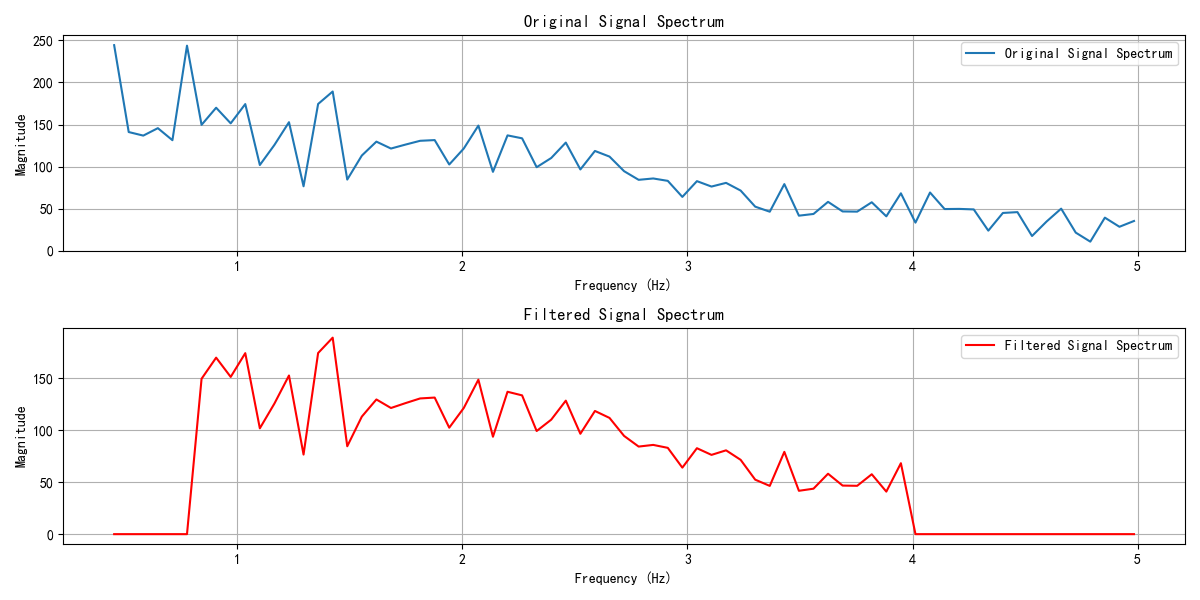 Original Signal Spectrum
250
200
150
100
50
0
Magnitude
Original Signal Spectrum
1
2
3
4
5
Frequency (Hz)
Filtered Signal Spectrum
150
100
50
0
Magnitude
Filtered Signal Spectrum
1
2
3
4
5
Frequency (Hz)